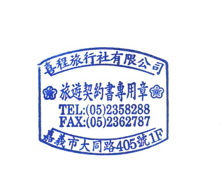 喜程旅行社有限公司
旅遊契約書專用章
TEL:(05)2358288
FAX:(05)2362787
嘉義市大同路405號1F